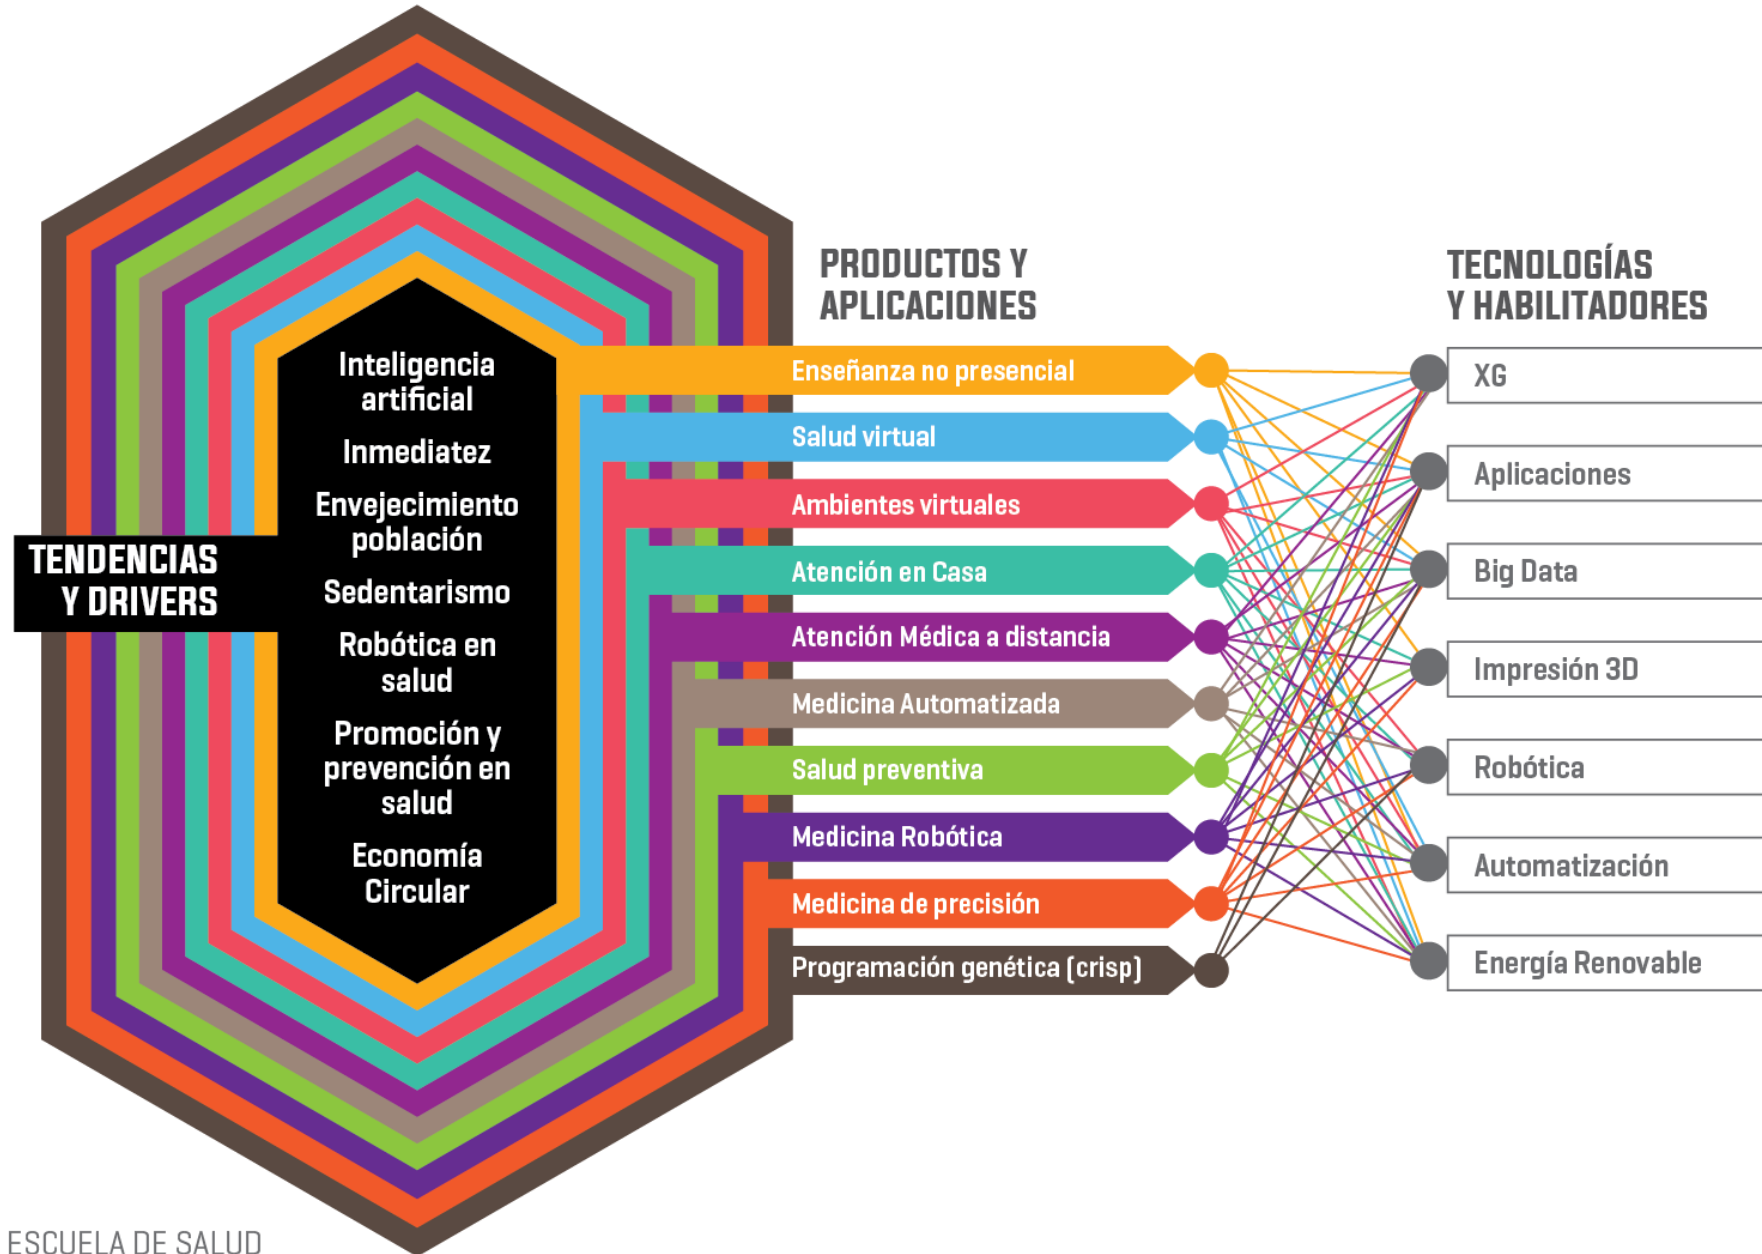 TENDENCIAS
Y DRIVERS
Inteligencia
artificial
Inmediatez
Envejecimiento
población
Sedentarismo
Robótica en
salud
Promoción y
prevención en
salud
Economía
Circular
PRODUCTOS Y
APLICACIONES
Enseñanza no presencial
Salud virtual
Ambientes virtuales
Atención en Casa
Atención Médica a distancia
Medicina Automatizada
Salud preventiva
Medicina Robótica
Medicina de precisión
Programación genética (crisp)
TECNOLOGÍAS
Y HABILITADORES
XG
Aplicaciones
Big Data
Impresión 3D
Robótica
Automatización
Energía Renovable
ESCUELA DE SALUD